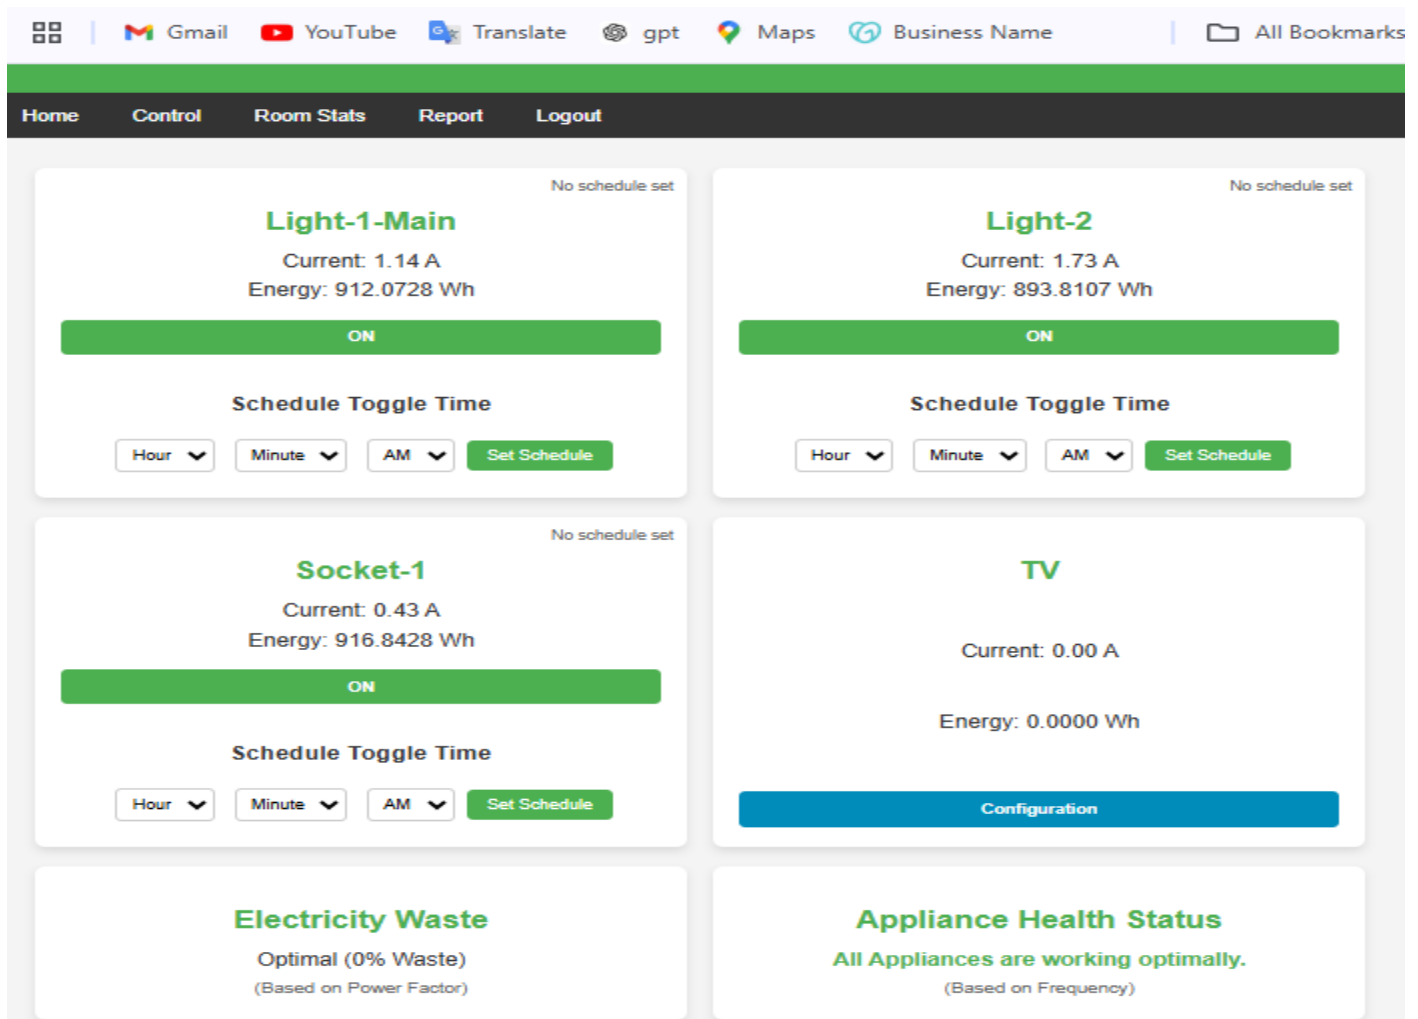 Gmail YouTube Translate gpt Maps Business Name All Bookmarks
Home Control Room Stats Report Logout
No schedule set
Light-1-Main
Current: 1.14 A
Energy: 912.0728 Wh
ON
Schedule Toggle Time
Hour Minute AM Set Schedule
No schedule set
Light-2
Current: 1.73 A
Energy: 893.8107 Wh
ON
Schedule Toggle Time
Hour Minute AM Set Schedule
No schedule set
Socket-1
Current: 0.43 A
Energy: 916.8428 Wh
ON
Schedule Toggle Time
Hour Minute AM Set Schedule
TV
Current: 0.00 A
Energy: 0.0000 Wh
Configuration
Electricity Waste
Optimal (0% Waste)
(Based on Power Factor)
Appliance Health Status
All Appliances are working optimally.
(Based on Frequency)